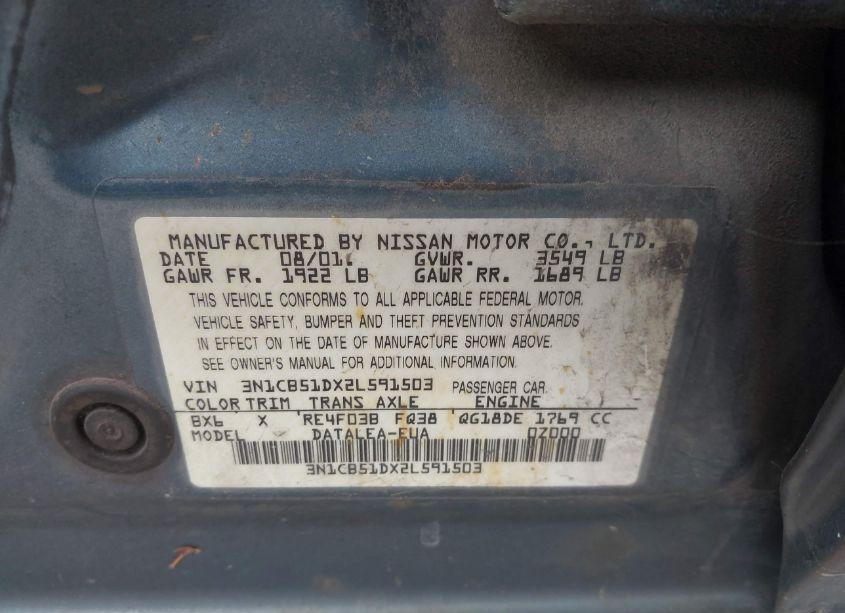 MANUFACTURED BY NISSAN MOTOR CO., LTD.
DATE 08/01 GVWR. 3549 LB
GAWR FR. 1922 LB GAWR RR. 1689 LB
THIS VEHICLE CONFORMS TO ALL APPLICABLE FEDERAL MOTOR
VEHICLE SAFETY, BUMPER AND THEFT PREVENTION STANDARDS
IN EFFECT ON THE DATE OF MANUFACTURE SHOWN ABOVE.
SEE OWNER'S MANUAL FOR ADDITIONAL INFORMATION.
VIN 3N1CB51DX2L591503 PASSENGER CAR.
COLOR TRIM TRANS AXLE ENGINE
BX6 X RE4F03B FQ38 QG18DE 1769 CC
MODEL DATALEA-EUA 0Z000
3N1CB51DX2L591503